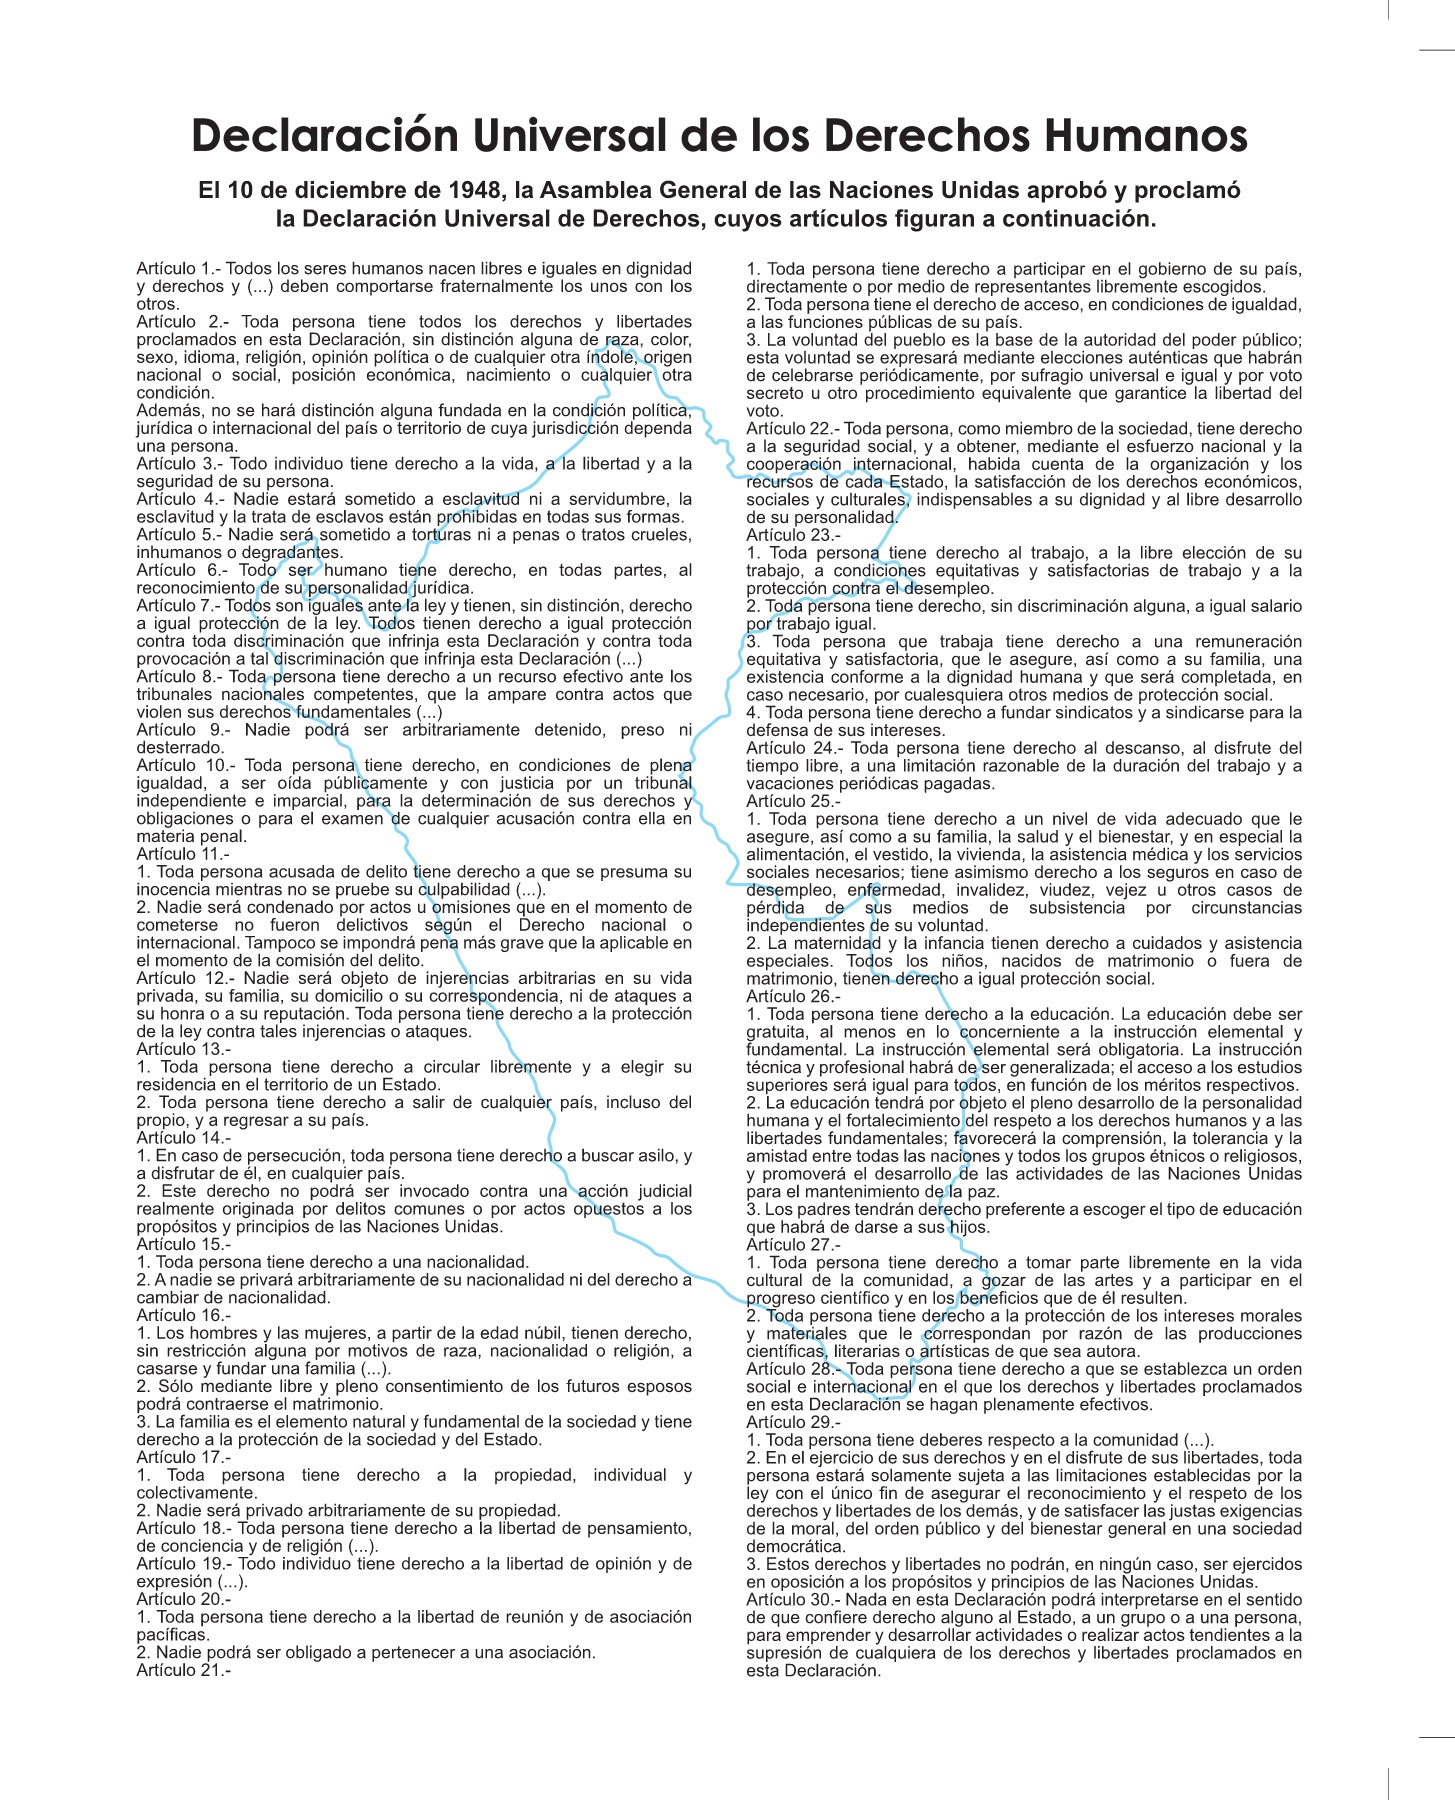 Declaración Universal de los Derechos Humanos
El 10 de diciembre de 1948, la Asamblea General de las Naciones Unidas aprobó y proclamó
la Declaración Universal de Derechos, cuyos artículos figuran a continuación.
Artículo 1.- Todos los seres humanos nacen libres e iguales en dignidad
y derechos y (...) deben comportarse fraternalmente los unos con los
otros.
Artículo 2.- Toda persona tiene todos los derechos y libertades
proclamados en esta Declaración, sin distinción alguna de raza, color,
sexo, idioma, religión, opinión política o de cualquier otra índole, origen
nacional o social, posición económica, nacimiento o cualquier otra
condición.
Además, no se hará distinción alguna fundada en la condición política,
jurídica o internacional del país o territorio de cuya jurisdicción dependa
una persona.
Artículo 3.- Todo individuo tiene derecho a la vida, a la libertad y a la
seguridad de su persona.
Artículo 4.- Nadie estará sometido a esclavitud ni a servidumbre, la
esclavitud y la trata de esclavos están prohibidas en todas sus formas.
Artículo 5.- Nadie será sometido a torturas ni a penas o tratos crueles,
inhumanos o degradantes.
Artículo 6.- Todo ser humano tiene derecho, en todas partes, al
reconocimiento de su personalidad jurídica.
Artículo 7.- Todos son iguales ante la ley y tienen, sin distinción, derecho
a igual protección de la ley. Todos tienen derecho a igual protección
contra toda discriminación que infrinja esta Declaración y contra toda
provocación a tal discriminación que infrinja esta Declaración (...)
Artículo 8.- Toda persona tiene derecho a un recurso efectivo ante los
tribunales nacionales competentes, que la ampare contra actos que
violen sus derechos fundamentales (...)
Artículo 9.- Nadie podrá ser arbitrariamente detenido, preso ni
desterrado.
Artículo 10.- Toda persona tiene derecho, en condiciones de plena
igualdad, a ser oída públicamente y con justicia por un tribunal
independiente e imparcial, para la determinación de sus derechos y
obligaciones o para el examen de cualquier acusación contra ella en
materia penal.
Artículo 11.-
1. Toda persona acusada de delito tiene derecho a que se presuma su
inocencia mientras no se pruebe su culpabilidad (...).
2. Nadie será condenado por actos u omisiones que en el momento de
cometerse no fueron delictivos según el Derecho nacional o
internacional. Tampoco se impondrá pena más grave que la aplicable en
el momento de la comisión del delito.
Artículo 12.- Nadie será objeto de injerencias arbitrarias en su vida
privada, su familia, su domicilio o su correspondencia, ni de ataques a
su honra o a su reputación. Toda persona tiene derecho a la protección
de la ley contra tales injerencias o ataques.
Artículo 13.-
1. Toda persona tiene derecho a circular libremente y a elegir su
residencia en el territorio de un Estado.
2. Toda persona tiene derecho a salir de cualquier país, incluso del
propio, y a regresar a su país.
Artículo 14.-
1. En caso de persecución, toda persona tiene derecho a buscar asilo, y
a disfrutar de él, en cualquier país.
2. Este derecho no podrá ser invocado contra una acción judicial
realmente originada por delitos comunes o por actos opuestos a los
propósitos y principios de las Naciones Unidas.
Artículo 15.-
1. Toda persona tiene derecho a una nacionalidad.
2. A nadie se privará arbitrariamente de su nacionalidad ni del derecho a
cambiar de nacionalidad.
Artículo 16.-
1. Los hombres y las mujeres, a partir de la edad núbil, tienen derecho,
sin restricción alguna por motivos de raza, nacionalidad o religión, a
casarse y fundar una familia (...).
2. Sólo mediante libre y pleno consentimiento de los futuros esposos
podrá contraerse el matrimonio.
3. La familia es el elemento natural y fundamental de la sociedad y tiene
derecho a la protección de la sociedad y del Estado.
Artículo 17.-
1. Toda persona tiene derecho a la propiedad, individual y
colectivamente.
2. Nadie será privado arbitrariamente de su propiedad.
Artículo 18.- Toda persona tiene derecho a la libertad de pensamiento,
de conciencia y de religión (...).
Artículo 19.- Todo individuo tiene derecho a la libertad de opinión y de
expresión (...).
Artículo 20.-
1. Toda persona tiene derecho a la libertad de reunión y de asociación
pacíficas.
2. Nadie podrá ser obligado a pertenecer a una asociación.
Artículo 21.-
1. Toda persona tiene derecho a participar en el gobierno de su país,
directamente o por medio de representantes libremente escogidos.
2. Toda persona tiene el derecho de acceso, en condiciones de igualdad,
a las funciones públicas de su país.
3. La voluntad del pueblo es la base de la autoridad del poder público;
esta voluntad se expresará mediante elecciones auténticas que habrán
de celebrarse periódicamente, por sufragio universal e igual y por voto
secreto u otro procedimiento equivalente que garantice la libertad del
voto.
Artículo 22.- Toda persona, como miembro de la sociedad, tiene derecho
a la seguridad social, y a obtener, mediante el esfuerzo nacional y la
cooperación internacional, habida cuenta de la organización y los
recursos de cada Estado, la satisfacción de los derechos económicos,
sociales y culturales, indispensables a su dignidad y al libre desarrollo
de su personalidad.
Artículo 23.-
1. Toda persona tiene derecho al trabajo, a la libre elección de su
trabajo, a condiciones equitativas y satisfactorias de trabajo y a la
protección contra el desempleo.
2. Toda persona tiene derecho, sin discriminación alguna, a igual salario
por trabajo igual.
3. Toda persona que trabaja tiene derecho a una remuneración
equitativa y satisfactoria, que le asegure, así como a su familia, una
existencia conforme a la dignidad humana y que será completada, en
caso necesario, por cualesquiera otros medios de protección social.
4. Toda persona tiene derecho a fundar sindicatos y a sindicarse para la
defensa de sus intereses.
Artículo 24.- Toda persona tiene derecho al descanso, al disfrute del
tiempo libre, a una limitación razonable de la duración del trabajo y a
vacaciones periódicas pagadas.
Artículo 25.-
1. Toda persona tiene derecho a un nivel de vida adecuado que le
asegure, así como a su familia, la salud y el bienestar, y en especial la
alimentación, el vestido, la vivienda, la asistencia médica y los servicios
sociales necesarios; tiene asimismo derecho a los seguros en caso de
desempleo, enfermedad, invalidez, viudez, vejez u otros casos de
pérdida de sus medios de subsistencia por circunstancias
independientes de su voluntad.
2. La maternidad y la infancia tienen derecho a cuidados y asistencia
especiales. Todos los niños, nacidos de matrimonio o fuera de
matrimonio, tienen derecho a igual protección social.
Artículo 26.-
1. Toda persona tiene derecho a la educación. La educación debe ser
gratuita, al menos en lo concerniente a la instrucción elemental y
fundamental. La instrucción elemental será obligatoria. La instrucción
técnica y profesional habrá de ser generalizada; el acceso a los estudios
superiores será igual para todos, en función de los méritos respectivos.
2. La educación tendrá por objeto el pleno desarrollo de la personalidad
humana y el fortalecimiento del respeto a los derechos humanos y a las
libertades fundamentales; favorecerá la comprensión, la tolerancia y la
amistad entre todas las naciones y todos los grupos étnicos o religiosos,
y promoverá el desarrollo de las actividades de las Naciones Unidas
para el mantenimiento de la paz.
3. Los padres tendrán derecho preferente a escoger el tipo de educación
que habrá de darse a sus hijos.
Artículo 27.-
1. Toda persona tiene derecho a tomar parte libremente en la vida
cultural de la comunidad, a gozar de las artes y a participar en el
progreso científico y en los beneficios que de él resulten.
2. Toda persona tiene derecho a la protección de los intereses morales
y materiales que le correspondan por razón de las producciones
científicas, literarias o artísticas de que sea autora.
Artículo 28.- Toda persona tiene derecho a que se establezca un orden
social e internacional en el que los derechos y libertades proclamados
en esta Declaración se hagan plenamente efectivos.
Artículo 29.-
1. Toda persona tiene deberes respecto a la comunidad (...).
2. En el ejercicio de sus derechos y en el disfrute de sus libertades, toda
persona estará solamente sujeta a las limitaciones establecidas por la
ley con el único fin de asegurar el reconocimiento y el respeto de los
derechos y libertades de los demás, y de satisfacer las justas exigencias
de la moral, del orden público y del bienestar general en una sociedad
democrática.
3. Estos derechos y libertades no podrán, en ningún caso, ser ejercidos
en oposición a los propósitos y principios de las Naciones Unidas.
Artículo 30.- Nada en esta Declaración podrá interpretarse en el sentido
de que confiere derecho alguno al Estado, a un grupo o a una persona,
para emprender y desarrollar actividades o realizar actos tendientes a la
supresión de cualquiera de los derechos y libertades proclamados en
esta Declaración.